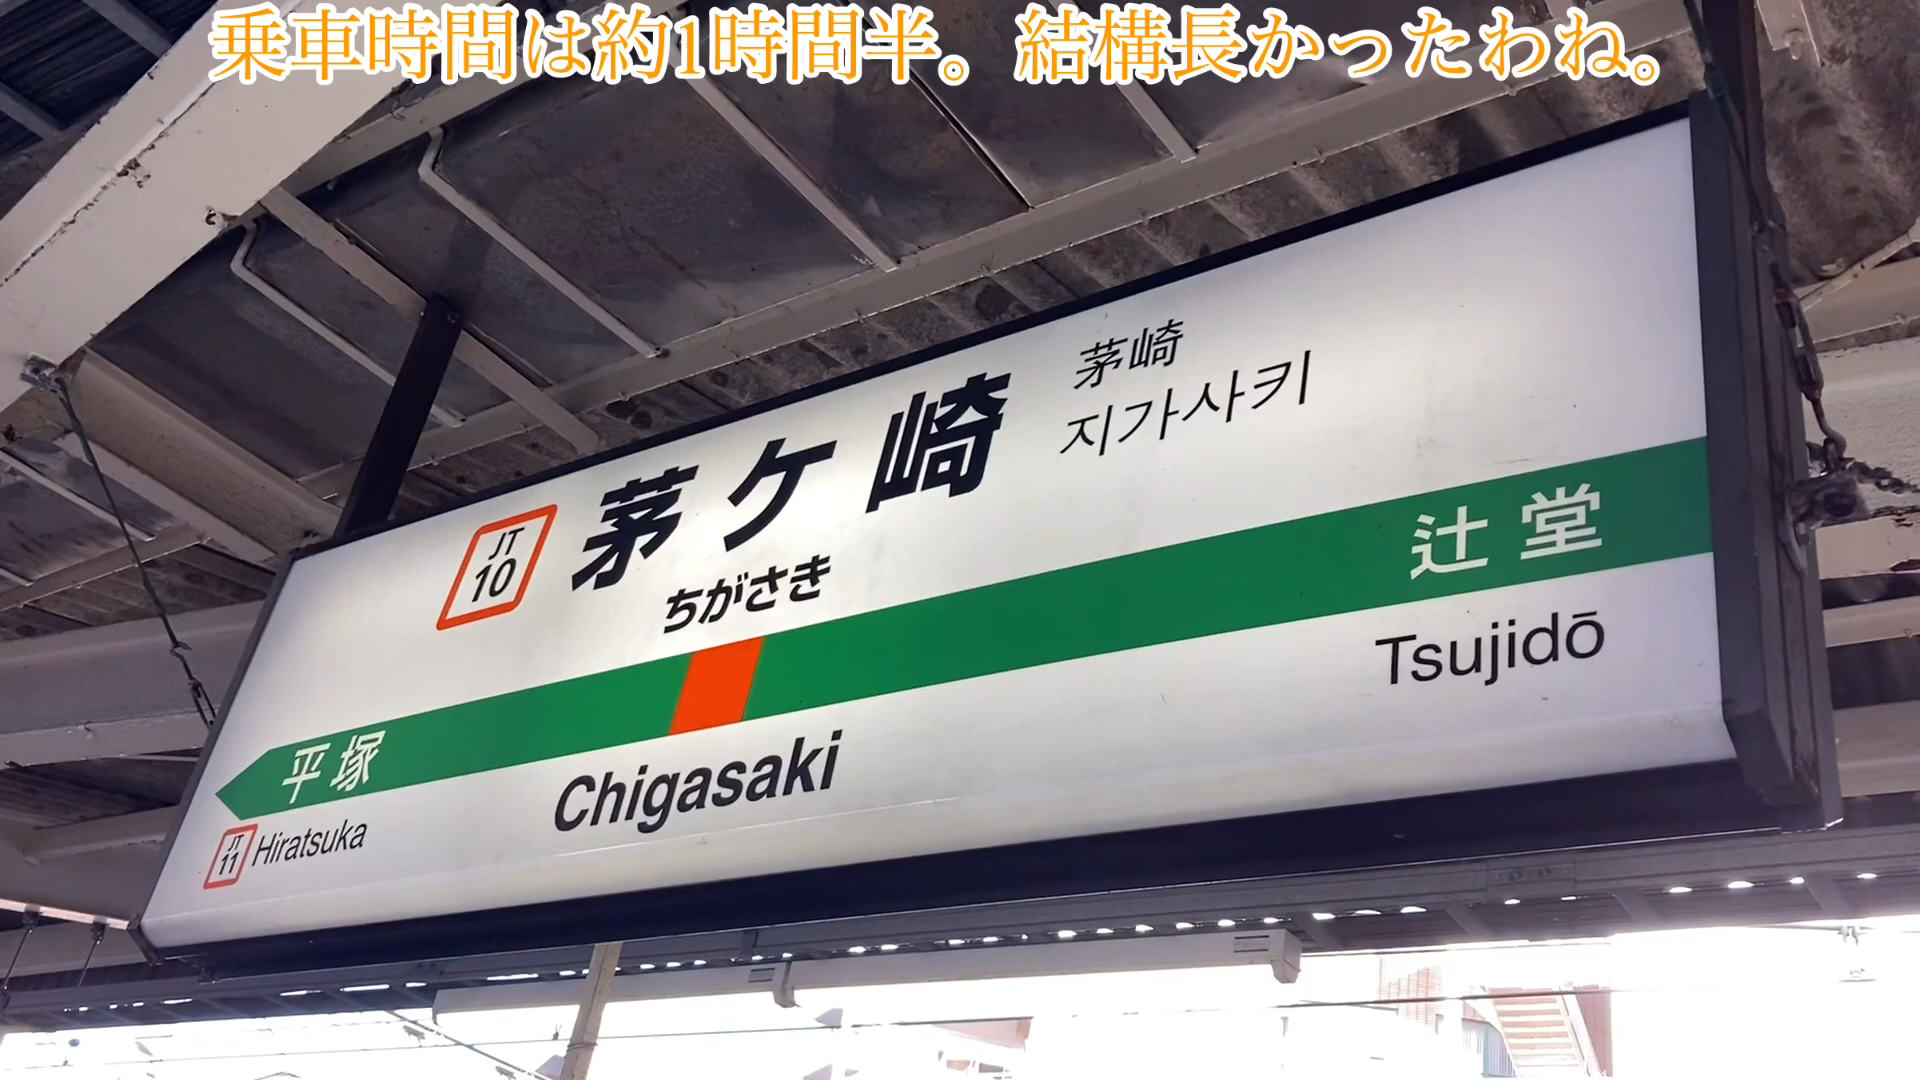 乗車時間は約1時間半。結構長かったわね。
JT
10
茅ケ崎
茅崎
지가사키
ちがさき
辻堂
Tsujidō
平塚
Chigasaki
JT
11
Hiratsuka